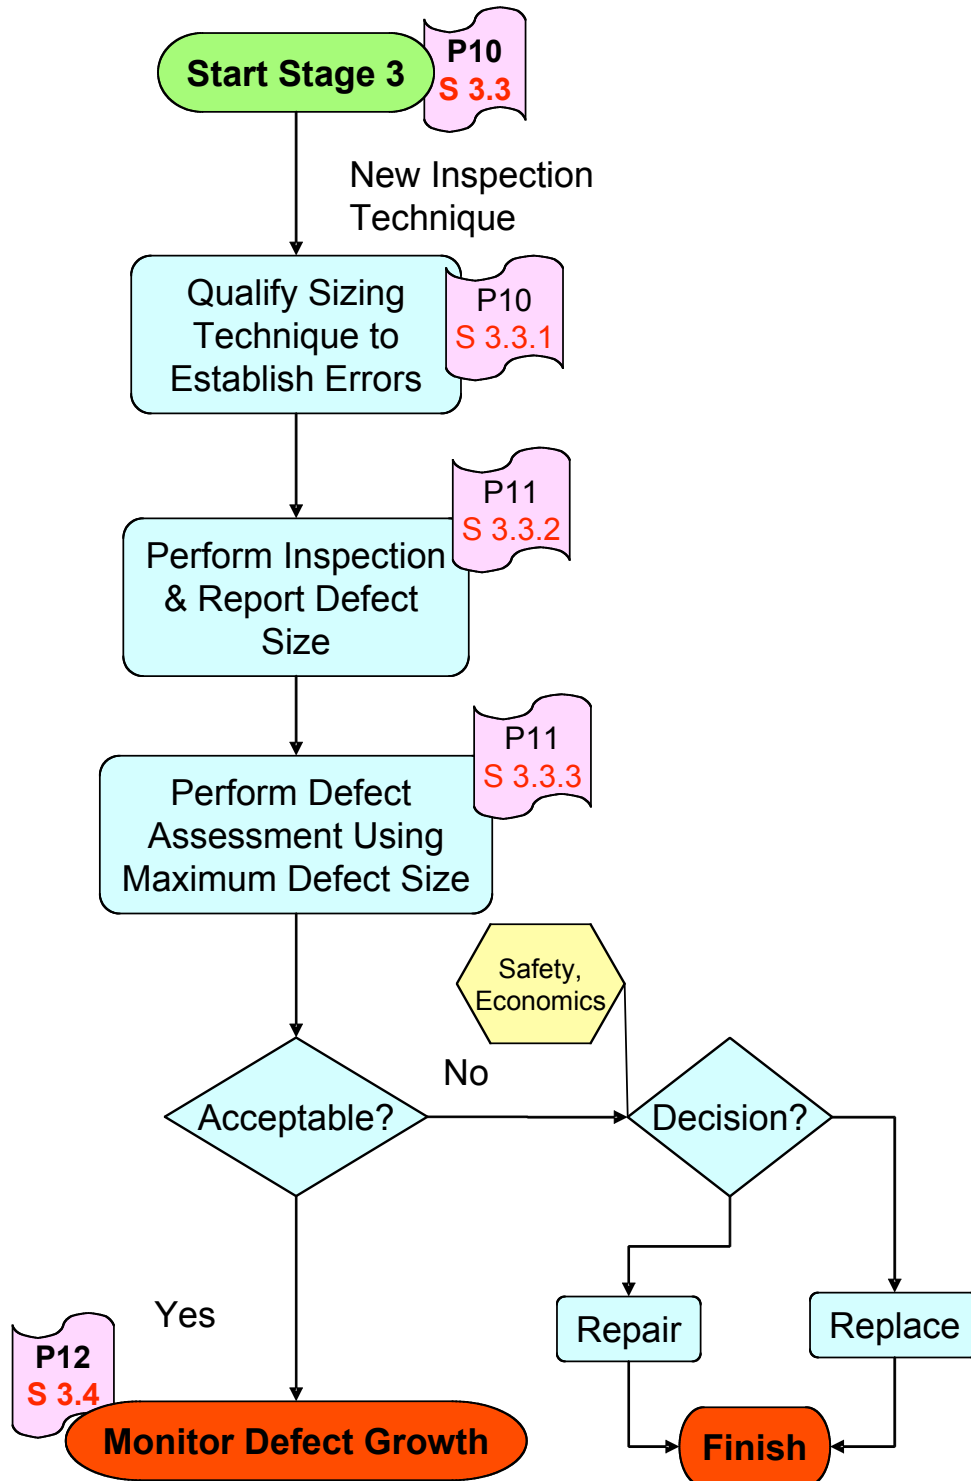 Start Stage 3
P10
S 3.3
New Inspection
Technique
Qualify Sizing
Technique to
Establish Errors
P10
S 3.3.1
P11
S 3.3.2
Perform Inspection
& Report Defect
Size
P11
S 3.3.3
Perform Defect
Assessment Using
Maximum Defect Size
Safety,
Economics
No
Acceptable?
Decision?
Yes
Repair
Replace
P12
S 3.4
Monitor Defect Growth
Finish